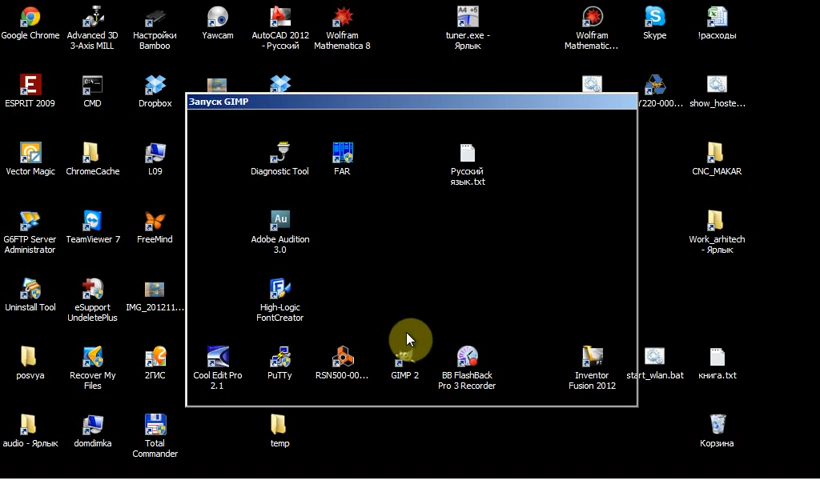 Google Chrome
Advanced 3D
3-Axis MILL
Настройки
Bamboo
Yawcam
AutoCAD 2012
- Русский
Wolfram
Mathematica 8
tuner.exe -
Ярлык
Wolfram
Mathematic...
Skype
!расходы
ESPRIT 2009
CMD
Dropbox
Y220-000...
show_hoste...
Запуск GIMP
Vector Magic
ChromeCache
L09
Diagnostic Tool
FAR
Русский
язык.txt
CNC_MAKAR
G6FTP Server
Administrator
TeamViewer 7
FreeMind
Adobe Audition
3.0
Work_arhitech
- Ярлык
Uninstall Tool
eSupport
UndeletePlus
IMG_201211...
High-Logic
FontCreator
posvya
Recover My
Files
2ГИС
Cool Edit Pro
2.1
PuTTy
RSN500-00...
GIMP 2
BB FlashBack
Pro 3 Recorder
Inventor
Fusion 2012
start_wlan.bat
книга.txt
audio - Ярлык
domdimka
Total
Commander
temp
Корзина